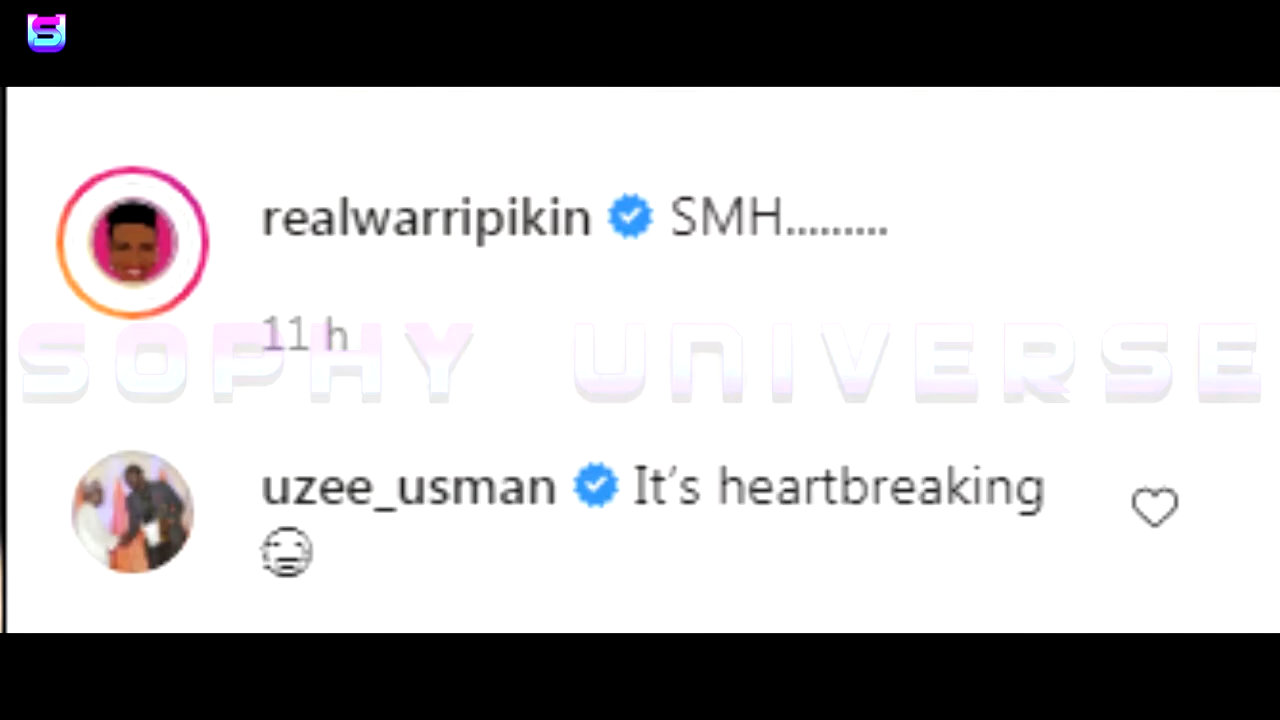 S
realwarripikin SMH.........
11 h
SOPHY UNIVERSE
uzee_usman It's heartbreaking
😑